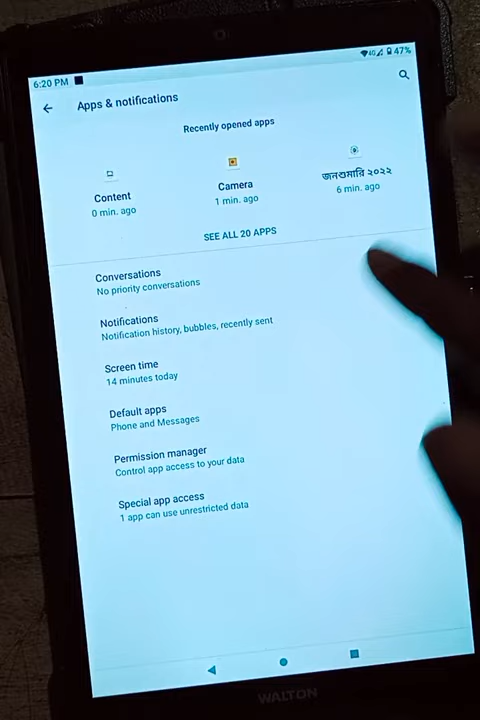 6:20 PM
4G 47%
Apps & notifications
Recently opened apps
Content
0 min. ago
Camera
1 min. ago
জনশুমারি ২০২২
6 min. ago
SEE ALL 20 APPS
Conversations
No priority conversations
Notifications
Notification history, bubbles, recently sent
Screen time
14 minutes today
Default apps
Phone and Messages
Permission manager
Control app access to your data
Special app access
1 app can use unrestricted data
WALTON